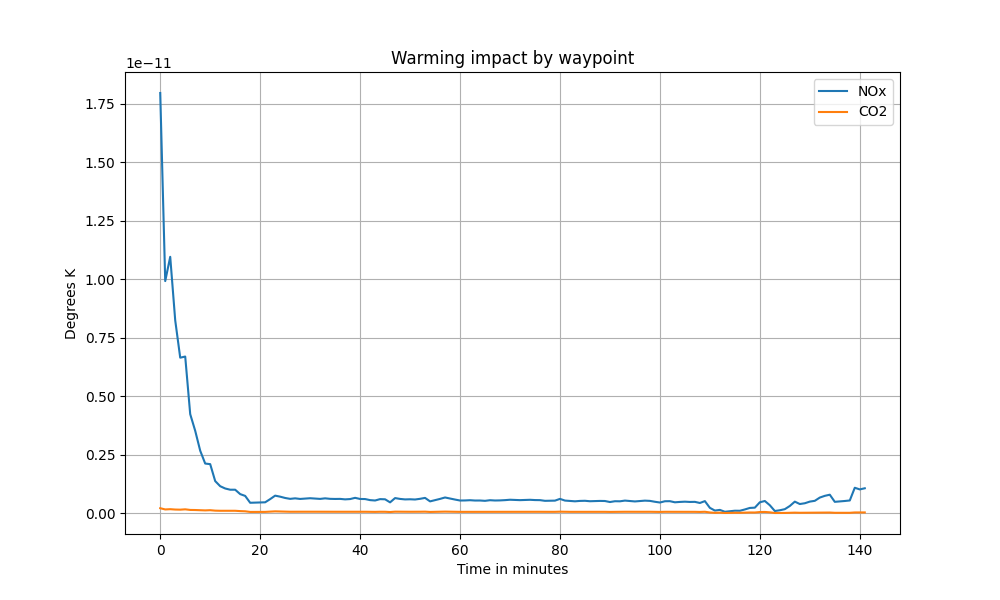 Warming impact by waypoint
1e−11
NOx
CO2
1.75
1.50
1.25
1.00
0.75
0.50
0.25
0.00
Degrees K
0 20 40 60 80 100 120 140
Time in minutes